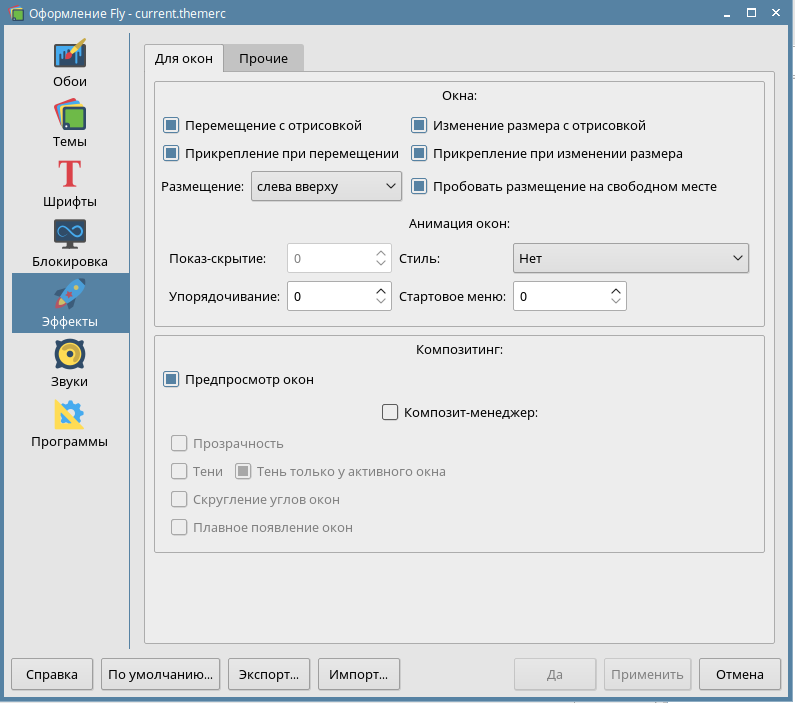 Оформление Fly - current.themerc
Обои
Темы
Шрифты
Блокировка
Эффекты
Звуки
Программы
Для окон Прочие
Окна:
Перемещение с отрисовкой Изменение размера с отрисовкой
Прикрепление при перемещении Прикрепление при изменении размера
Размещение: слева вверху Пробовать размещение на свободном месте
Анимация окон:
Показ-скрытие: 0 Стиль: Нет
Упорядочивание: 0 Стартовое меню: 0
Композитинг:
Предпросмотр окон
Композит-менеджер:
Прозрачность
Тени Тень только у активного окна
Скругление углов окон
Плавное появление окон
Справка По умолчанию... Экспорт... Импорт... Да Применить Отмена